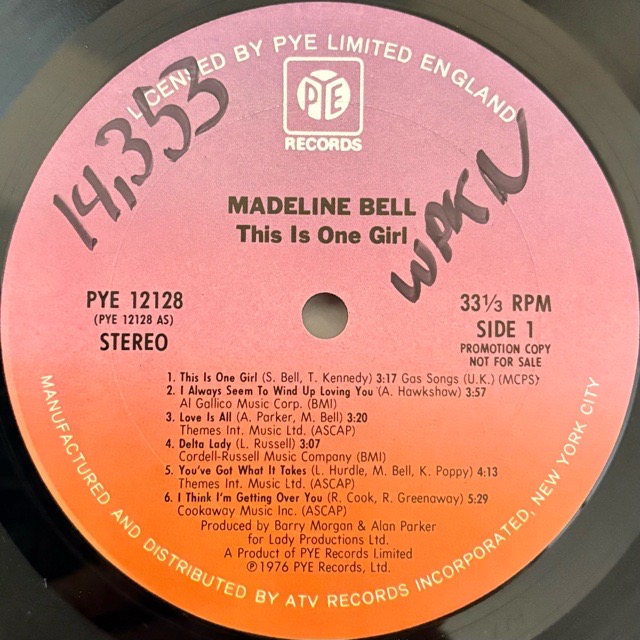 LICENSED BY PYE LIMITED ENGLAND
PYE
RECORDS
14,353
WPKN
MADELINE BELL
This Is One Girl
PYE 12128
(PYE 12128 AS)
STEREO
33⅓ RPM
SIDE 1
PROMOTION COPY
NOT FOR SALE
1. This Is One Girl (S. Bell, T. Kennedy) 3:17 Gas Songs (U.K.) (MCPS)
2. I Always Seem To Wind Up Loving You (A. Hawkshaw) 3:57
Al Gallico Music Corp. (BMI)
3. Love Is All (A. Parker, M. Bell) 3:20
Themes Int. Music Ltd. (ASCAP)
4. Delta Lady (L. Russell) 3:07
Cordell-Russell Music Company (BMI)
5. You've Got What It Takes (L. Hurdle, M. Bell, K. Poppy) 4:13
Themes Int. Music Ltd. (ASCAP)
6. I Think I'm Getting Over You (R. Cook, R. Greenaway) 5:29
Cookaway Music Inc. (ASCAP)
Produced by Barry Morgan & Alan Parker
for Lady Productions Ltd.
A Product of PYE Records Limited
℗1976 PYE Records, Ltd.
MANUFACTURED AND DISTRIBUTED BY ATV RECORDS INCORPORATED, NEW YORK CITY